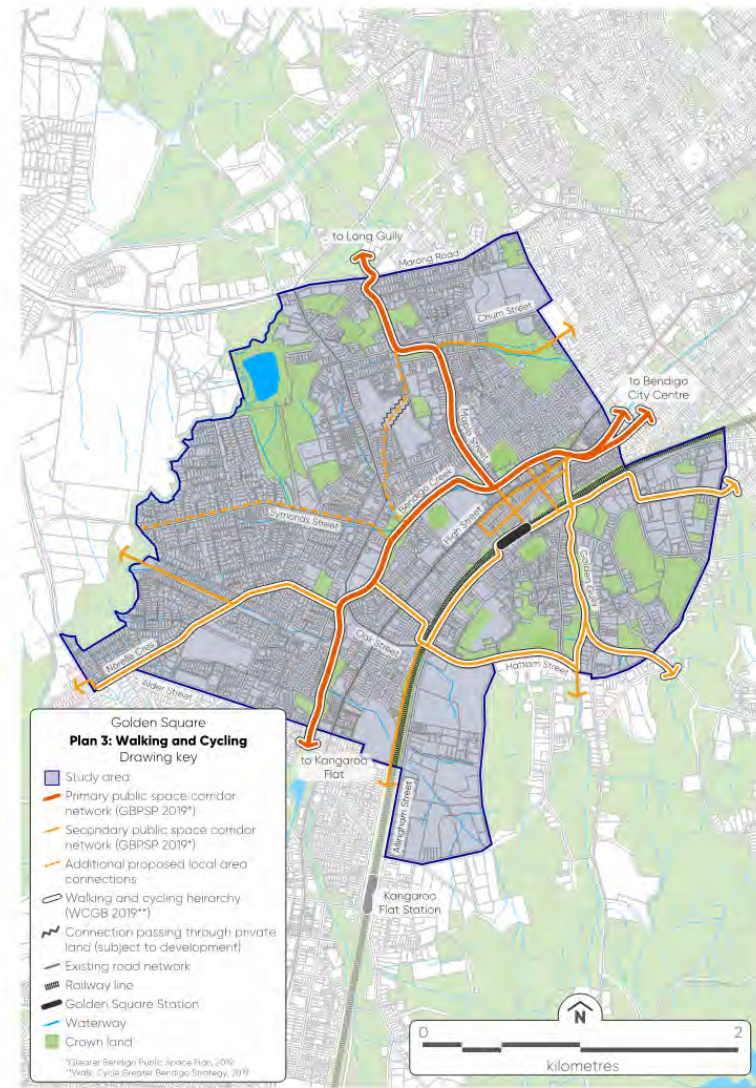 to Long Gully
Marong Road
Chum Street
to Bendigo
City Centre
Maple Street
Bendigo Creek
High Street
Symonds Street
Golden Gully
Oak Street
Hattam Street
Norelle Cres
Alder Street
to Kangaroo
Flat
Allingham Street
Kangaroo
Flat Station
Golden Square
Plan 3: Walking and Cycling
Drawing key
Study area
Primary public space corridor
network (GBPSP 2019*)
Secondary public space corridor
network (GBPSP 2019*)
Additional proposed local area
connections
Walking and cycling heirarchy
(WCGB 2019**)
Connection passing through private
land (subject to development)
Existing road network
Railway line
Golden Square Station
Waterway
Crown land
*Greater Bendigo Public Space Plan, 2019
**Walk, Cycle Greater Bendigo Strategy, 2019
N
0 2
kilometres